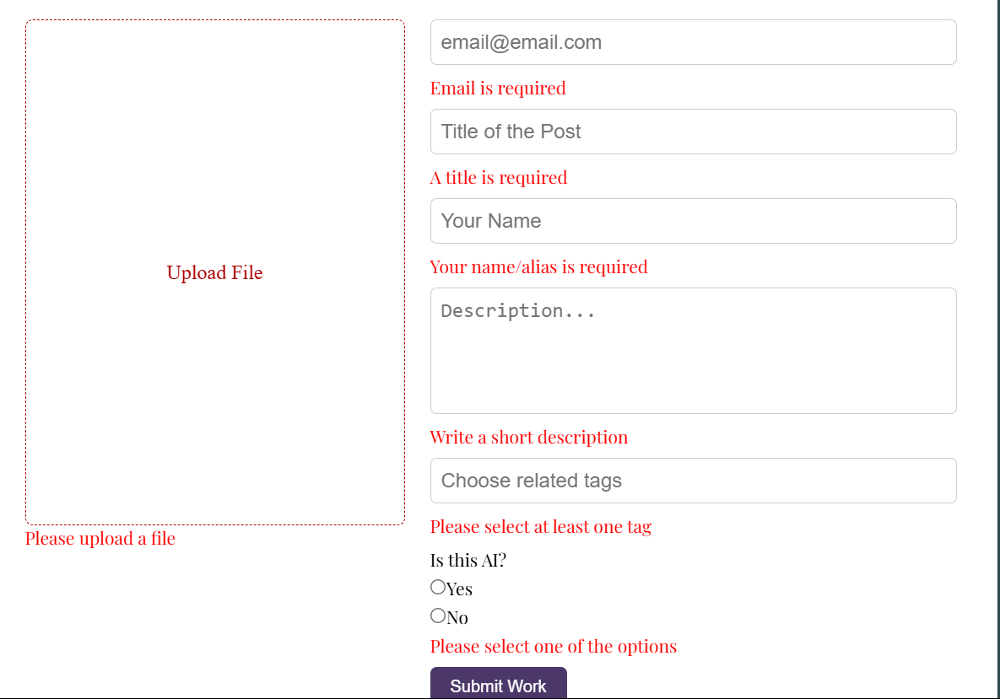 Upload File
Please upload a file
email@email.com
Email is required
Title of the Post
A title is required
Your Name
Your name/alias is required
Description...
Write a short description
Choose related tags
Please select at least one tag
Is this AI?
Yes
No
Please select one of the options
Submit Work